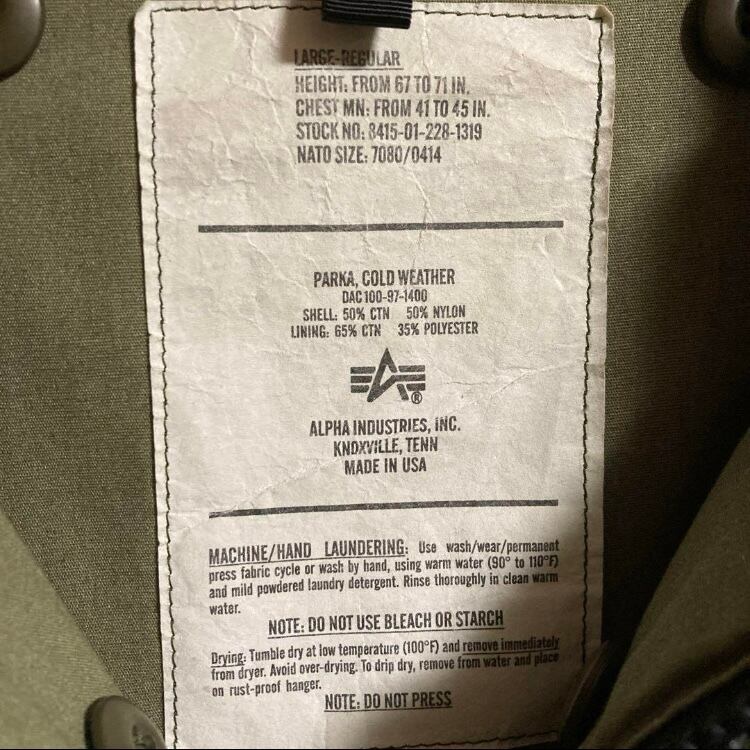 LARGE-REGULAR
HEIGHT: FROM 67 TO 71 IN.
CHEST MN: FROM 41 TO 45 IN.
STOCK NO: 8415-01-228-1319
NATO SIZE: 7080/0414
PARKA, COLD WEATHER
DAC100-97-1400
SHELL: 50% CTN 50% NYLON
LINING: 65% CTN 35% POLYESTER
®
ALPHA INDUSTRIES, INC.
KNOXVILLE, TENN
MADE IN USA
MACHINE/HAND LAUNDERING: Use wash/wear/permanent
press fabric cycle or wash by hand, using warm water (90° to 110°F)
and mild powdered laundry detergent. Rinse thoroughly in clean warm
water.
NOTE: DO NOT USE BLEACH OR STARCH
Drying: Tumble dry at low temperature (100°F) and remove immediately
from dryer. Avoid over-drying. To drip dry, remove from water and place
on rust-proof hanger.
NOTE: DO NOT PRESS